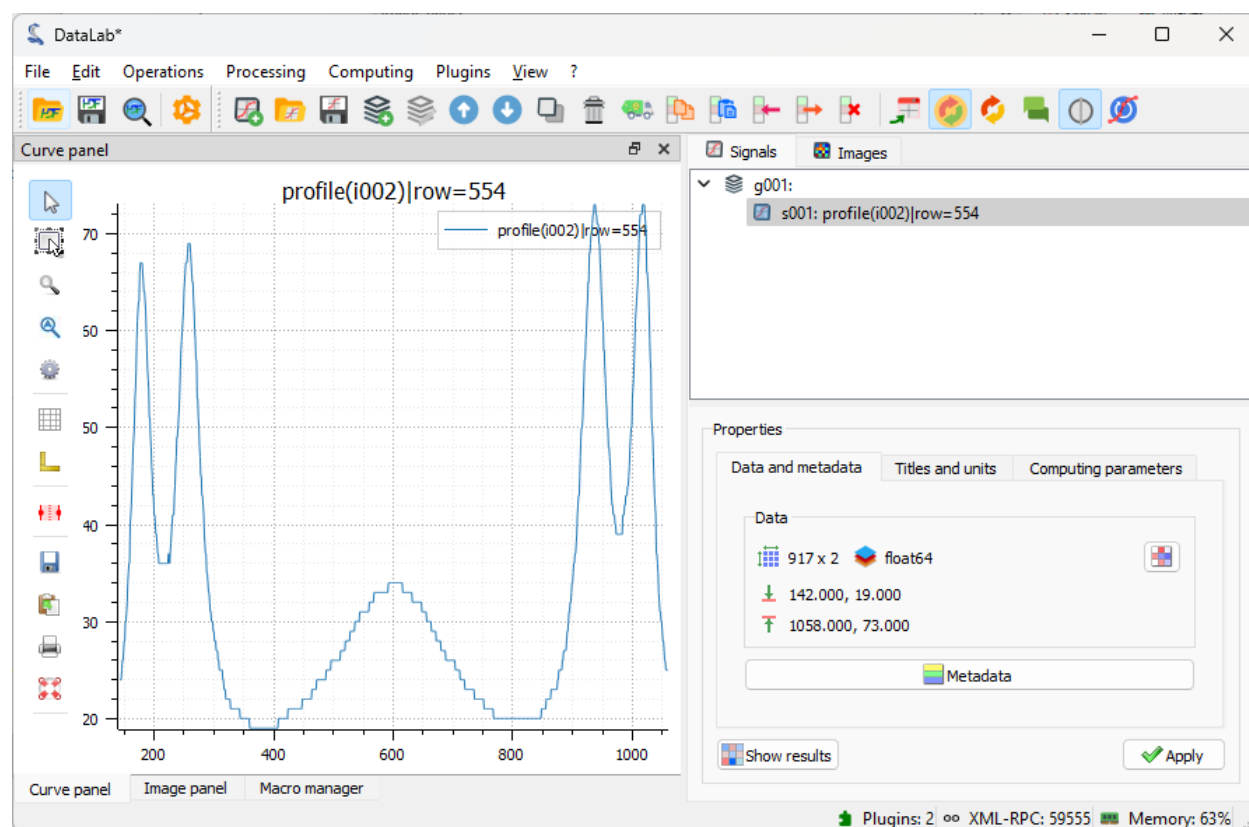 DataLab*
File Edit Operations Processing Computing Plugins View ?
Curve panel
profile(i002)|row=554
profile(i002)|row=554
70
60
50
40
30
20
200 400 600 800 1000
Curve panel Image panel Macro manager
Signals Images
g001:
s001: profile(i002)|row=554
Properties
Data and metadata Titles and units Computing parameters
Data
917 x 2 float64
142.000, 19.000
1058.000, 73.000
Metadata
Show results Apply
Plugins: 2 XML-RPC: 59555 Memory: 63%